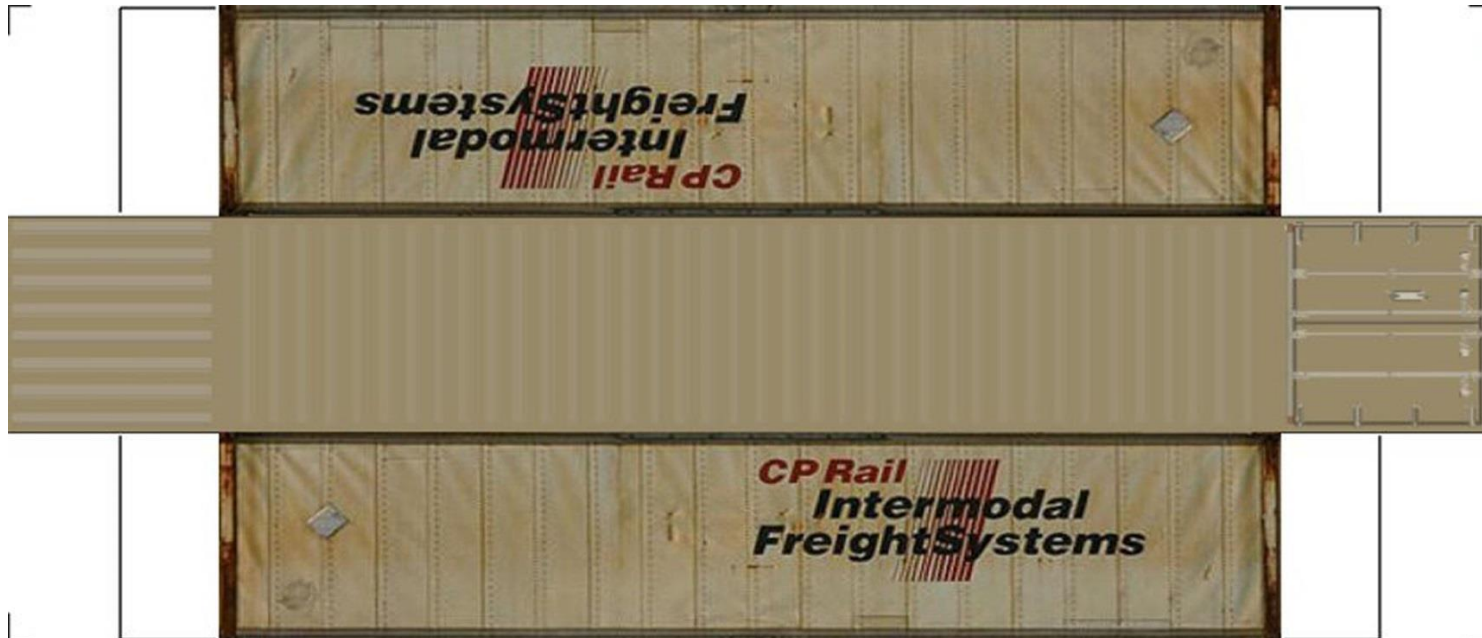 CP Rail
Intermodal
FreightSystems
CP Rail
Intermodal
FreightSystems